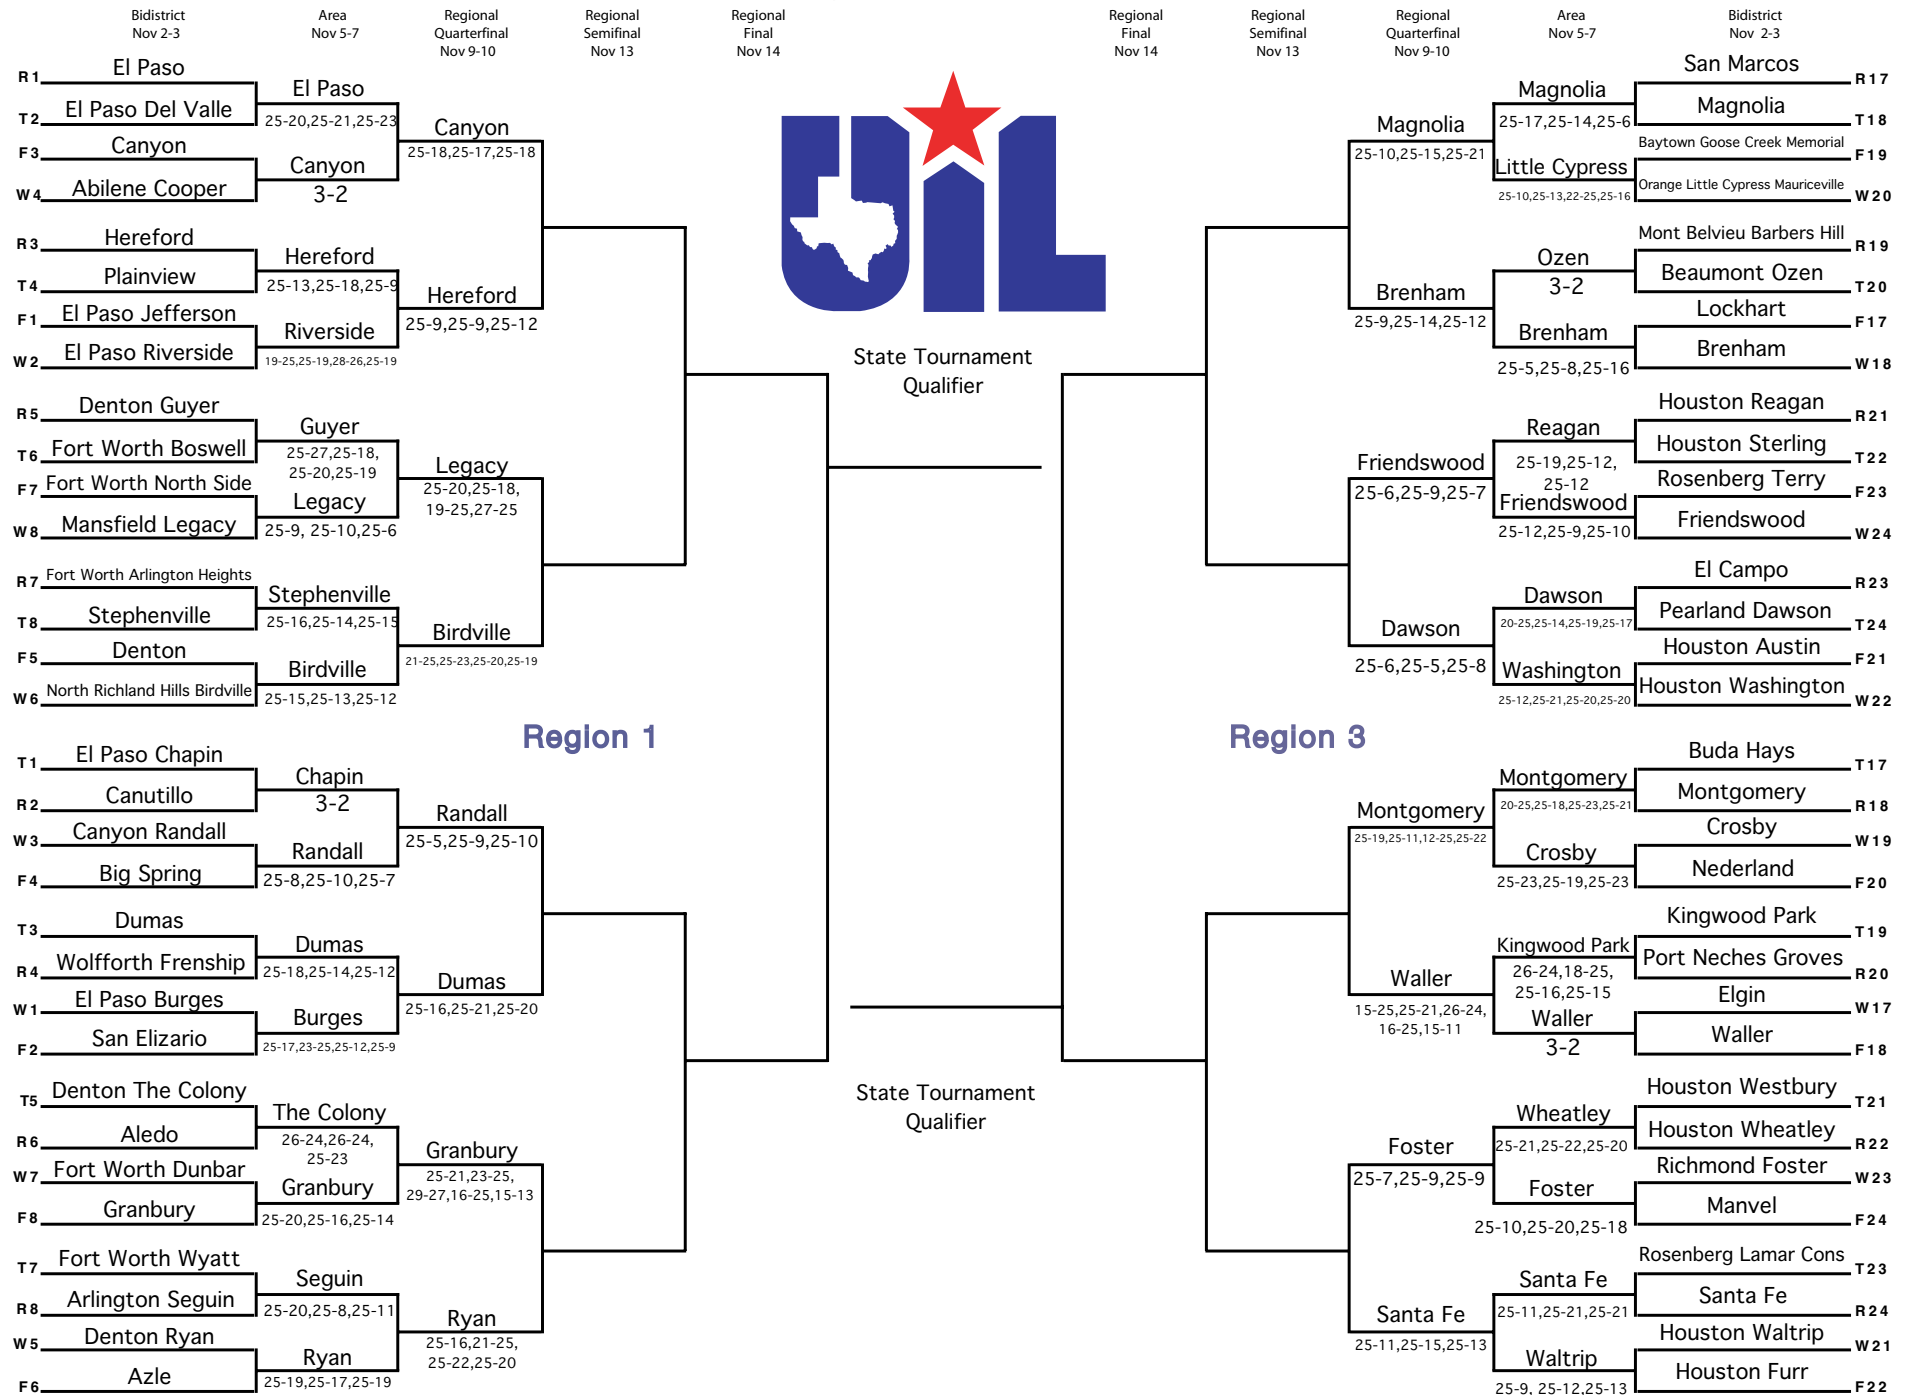 Bidistrict
Nov 2-3
Area
Nov 5-7
Regional
Quarterfinal
Nov 9-10
Regional
Semifinal
Nov 13
Regional
Final
Nov 14
Regional
Final
Nov 14
Regional
Semifinal
Nov 13
Regional
Quarterfinal
Nov 9-10
Area
Nov 5-7
Bidistrict
Nov 2-3
R1 El Paso
T2 El Paso Del Valle
F3 Canyon
W4 Abilene Cooper
R3 Hereford
T4 Plainview
F1 El Paso Jefferson
W2 El Paso Riverside
R5 Denton Guyer
T6 Fort Worth Boswell
F7 Fort Worth North Side
W8 Mansfield Legacy
R7 Fort Worth Arlington Heights
T8 Stephenville
F5 Denton
W6 North Richland Hills Birdville
T1 El Paso Chapin
R2 Canutillo
W3 Canyon Randall
F4 Big Spring
T3 Dumas
R4 Wolfforth Frenship
W1 El Paso Burges
F2 San Elizario
T5 Denton The Colony
R6 Aledo
W7 Fort Worth Dunbar
F8 Granbury
T7 Fort Worth Wyatt
R8 Arlington Seguin
W5 Denton Ryan
F6 Azle
El Paso
25-20,25-21,25-23
Canyon
3-2
Hereford
25-13,25-18,25-9
Riverside
19-25,25-19,28-26,25-19
Guyer
25-27,25-18,
25-20,25-19
Legacy
25-9, 25-10,25-6
Stephenville
25-16,25-14,25-15
Birdville
25-15,25-13,25-12
Chapin
3-2
Randall
25-8,25-10,25-7
Dumas
25-18,25-14,25-12
Burges
25-17,23-25,25-12,25-9
The Colony
26-24,26-24,
25-23
Granbury
25-20,25-16,25-14
Seguin
25-20,25-8,25-11
Ryan
25-19,25-17,25-19
Canyon
25-18,25-17,25-18
Hereford
25-9,25-9,25-12
Legacy
25-20,25-18,
19-25,27-25
Birdville
21-25,25-23,25-20,25-19
Randall
25-5,25-9,25-10
Dumas
25-16,25-21,25-20
Granbury
25-21,23-25,
29-27,16-25,15-13
Ryan
25-16,21-25,
25-22,25-20
Region 1
UIL
State Tournament
Qualifier
State Tournament
Qualifier
Region 3
Magnolia
25-10,25-15,25-21
Brenham
25-9,25-14,25-12
Friendswood
25-6,25-9,25-7
Dawson
25-6,25-5,25-8
Montgomery
25-19,25-11,12-25,25-22
Waller
15-25,25-21,26-24,
16-25,15-11
Foster
25-7,25-9,25-9
Santa Fe
25-11,25-15,25-13
Magnolia
25-17,25-14,25-6
Little Cypress
25-10,25-13,22-25,25-16
Ozen
3-2
Brenham
25-5,25-8,25-16
Reagan
25-19,25-12,
25-12
Friendswood
25-12,25-9,25-10
Dawson
20-25,25-14,25-19,25-17
Washington
25-12,25-21,25-20,25-20
Montgomery
20-25,25-18,25-23,25-21
Crosby
25-23,25-19,25-23
Kingwood Park
26-24,18-25,
25-16,25-15
Waller
3-2
Wheatley
25-21,25-22,25-20
Foster
25-10,25-20,25-18
Santa Fe
25-11,25-21,25-21
Waltrip
25-9, 25-12,25-13
San Marcos R17
Magnolia T18
Baytown Goose Creek Memorial F19
Orange Little Cypress Mauriceville W20
Mont Belvieu Barbers Hill R19
Beaumont Ozen T20
Lockhart F17
Brenham W18
Houston Reagan R21
Houston Sterling T22
Rosenberg Terry F23
Friendswood W24
El Campo R23
Pearland Dawson T24
Houston Austin F21
Houston Washington W22
Buda Hays T17
Montgomery R18
Crosby W19
Nederland F20
Kingwood Park T19
Port Neches Groves R20
Elgin W17
Waller F18
Houston Westbury T21
Houston Wheatley R22
Richmond Foster W23
Manvel F24
Rosenberg Lamar Cons T23
Santa Fe R24
Houston Waltrip W21
Houston Furr F22